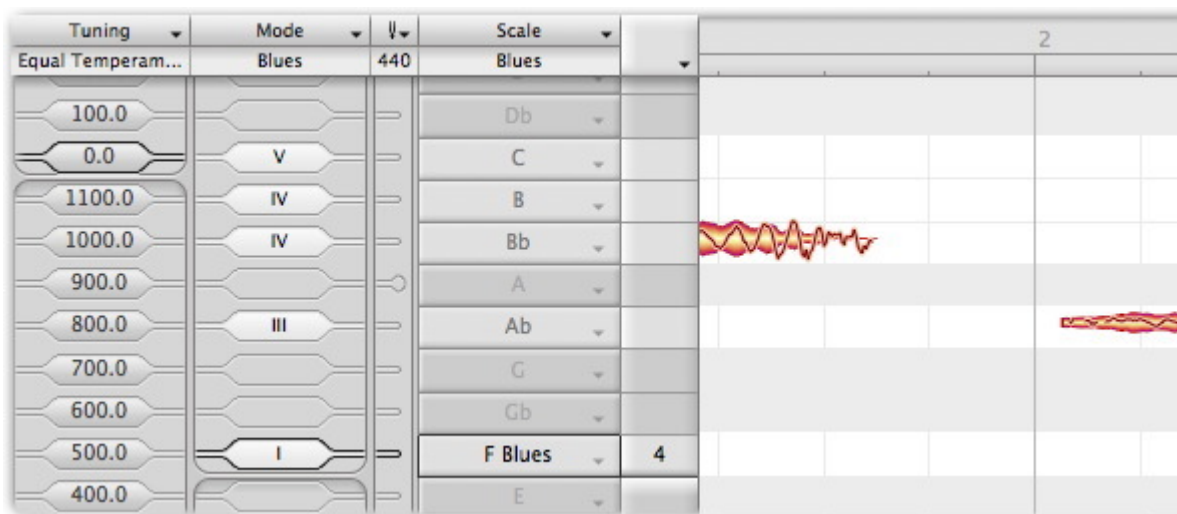 Tuning Mode Scale
Equal Temperam... Blues 440 Blues
2
100.0 Db
0.0 V C
1100.0 IV B
1000.0 IV Bb
900.0 A
800.0 III Ab
700.0 G
600.0 Gb
500.0 I F Blues 4
400.0 E